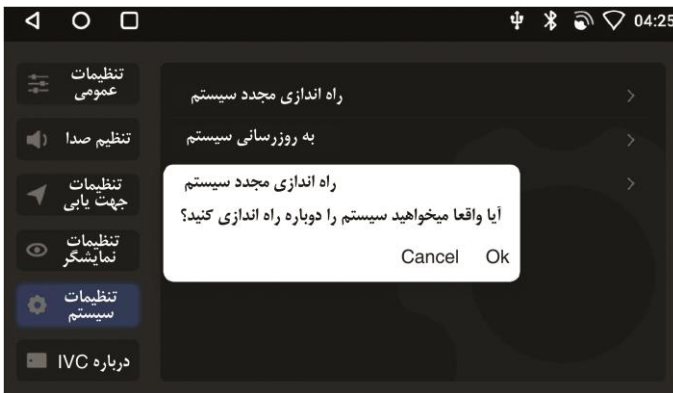 04:25
تنظیمات
عمومی
تنظیم صدا
تنظیمات
جهت یابی
تنظیمات
نمایشگر
تنظیمات
سیستم
درباره IVC
راه اندازی مجدد سیستم
به روزرسانی سیستم
راه اندازی مجدد سیستم
آیا واقعا میخواهید سیستم را دوباره راه اندازی کنید؟
Cancel Ok